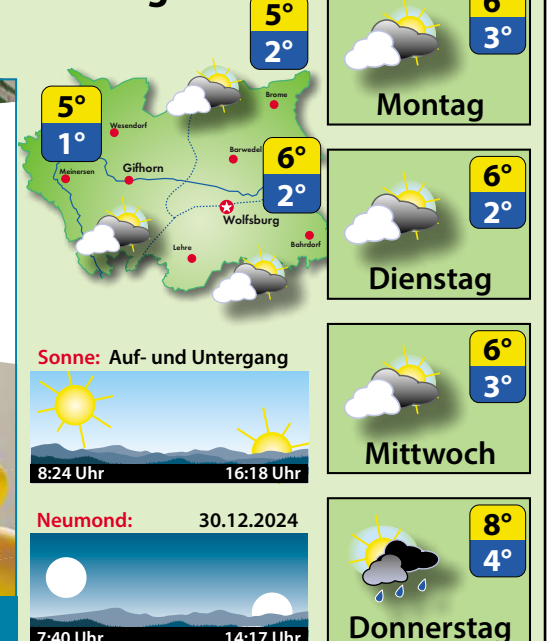 5°
2°
Brome
5°
1°
Wesendorf
Barwedel
6°
2°
Meinersen
Gifhorn
Wolfsburg
Lehre
Bahrdorf
Sonne: Auf- und Untergang
8:24 Uhr 16:18 Uhr
Neumond: 30.12.2024
7:40 Uhr 14:17 Uhr
6°
3°
Montag
6°
2°
Dienstag
6°
3°
Mittwoch
8°
4°
Donnerstag